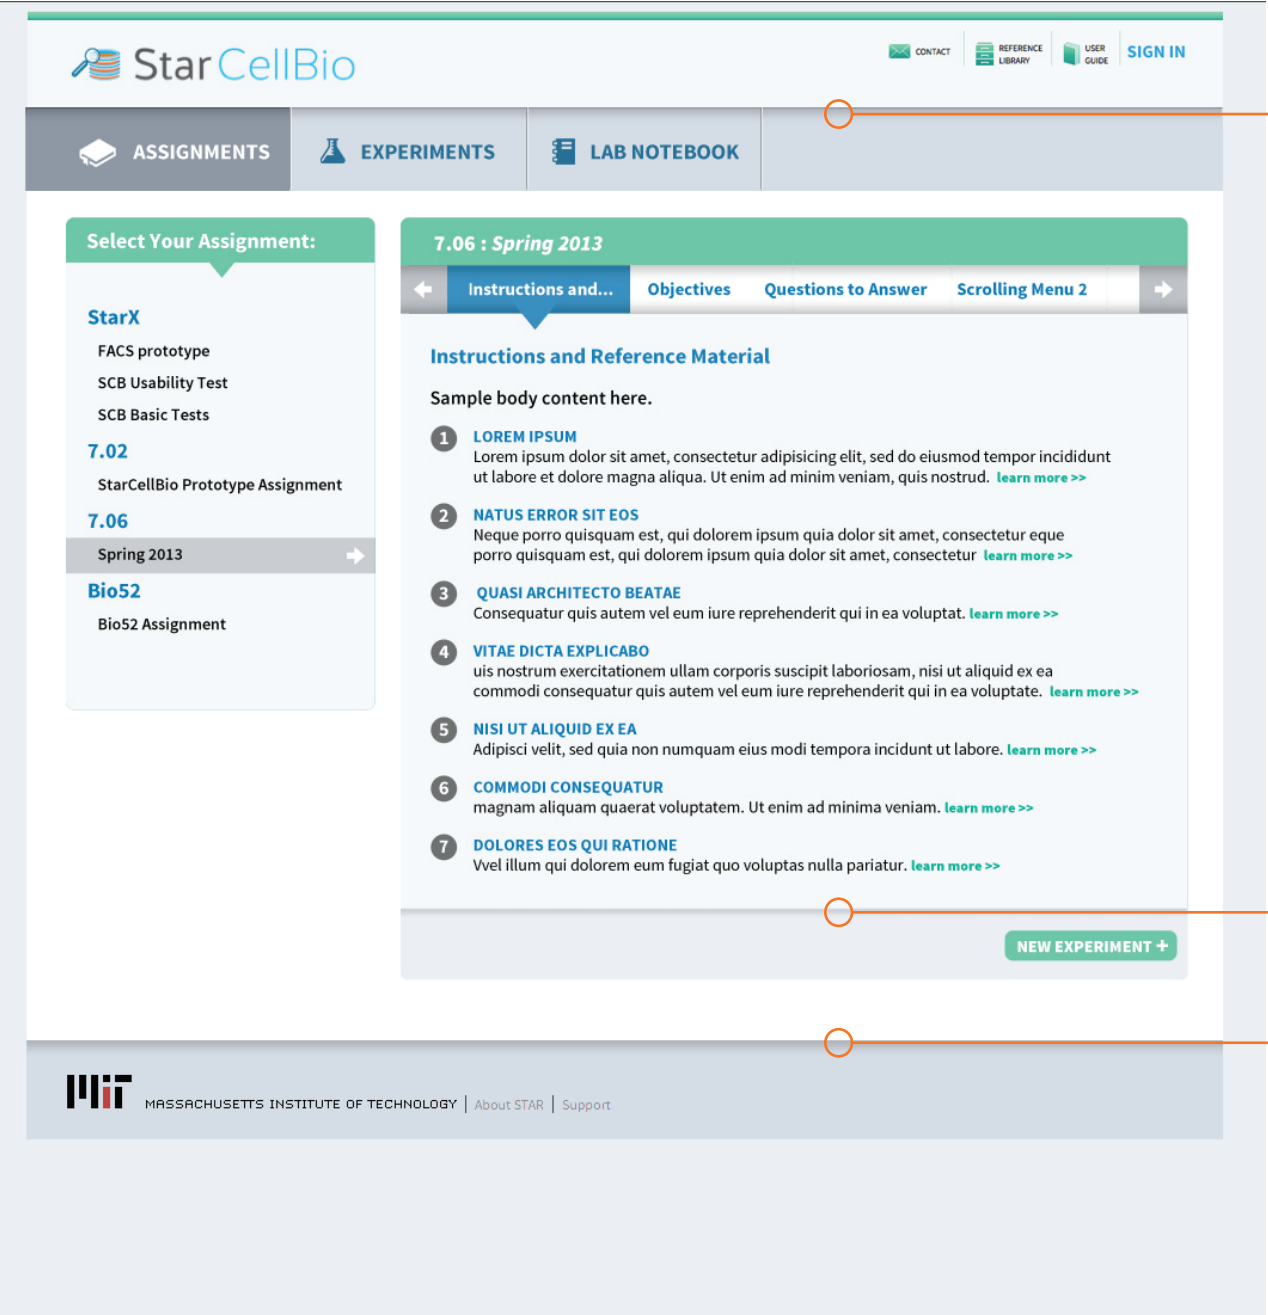 StarCellBio
CONTACT
REFERENCE
LIBRARY
USER
GUIDE
SIGN IN
ASSIGNMENTS
EXPERIMENTS
LAB NOTEBOOK
Select Your Assignment:
StarX
FACS prototype
SCB Usability Test
SCB Basic Tests
7.02
StarCellBio Prototype Assignment
7.06
Spring 2013
Bio52
Bio52 Assignment
7.06 : Spring 2013
Instructions and...
Objectives
Questions to Answer
Scrolling Menu 2
Instructions and Reference Material
Sample body content here.
1 LOREM IPSUM
Lorem ipsum dolor sit amet, consectetur adipisicing elit, sed do eiusmod tempor incididunt
ut labore et dolore magna aliqua. Ut enim ad minim veniam, quis nostrud. learn more >>
2 NATUS ERROR SIT EOS
Neque porro quisquam est, qui dolorem ipsum quia dolor sit amet, consectetur eque
porro quisquam est, qui dolorem ipsum quia dolor sit amet, consectetur learn more >>
3 QUASI ARCHITECTO BEATAE
Consequatur quis autem vel eum iure reprehenderit qui in ea voluptat. learn more >>
4 VITAE DICTA EXPLICABO
uis nostrum exercitationem ullam corporis suscipit laboriosam, nisi ut aliquid ex ea
commodi consequatur quis autem vel eum iure reprehenderit qui in ea voluptate. learn more >>
5 NISI UT ALIQUID EX EA
Adipisci velit, sed quia non numquam eius modi tempora incidunt ut labore. learn more >>
6 COMMODI CONSEQUATUR
magnam aliquam quaerat voluptatem. Ut enim ad minima veniam. learn more >>
7 DOLORES EOS QUI RATIONE
Vvel illum qui dolorem eum fugiat quo voluptas nulla pariatur. learn more >>
NEW EXPERIMENT +
MIT MASSACHUSETTS INSTITUTE OF TECHNOLOGY | About STAR | Support